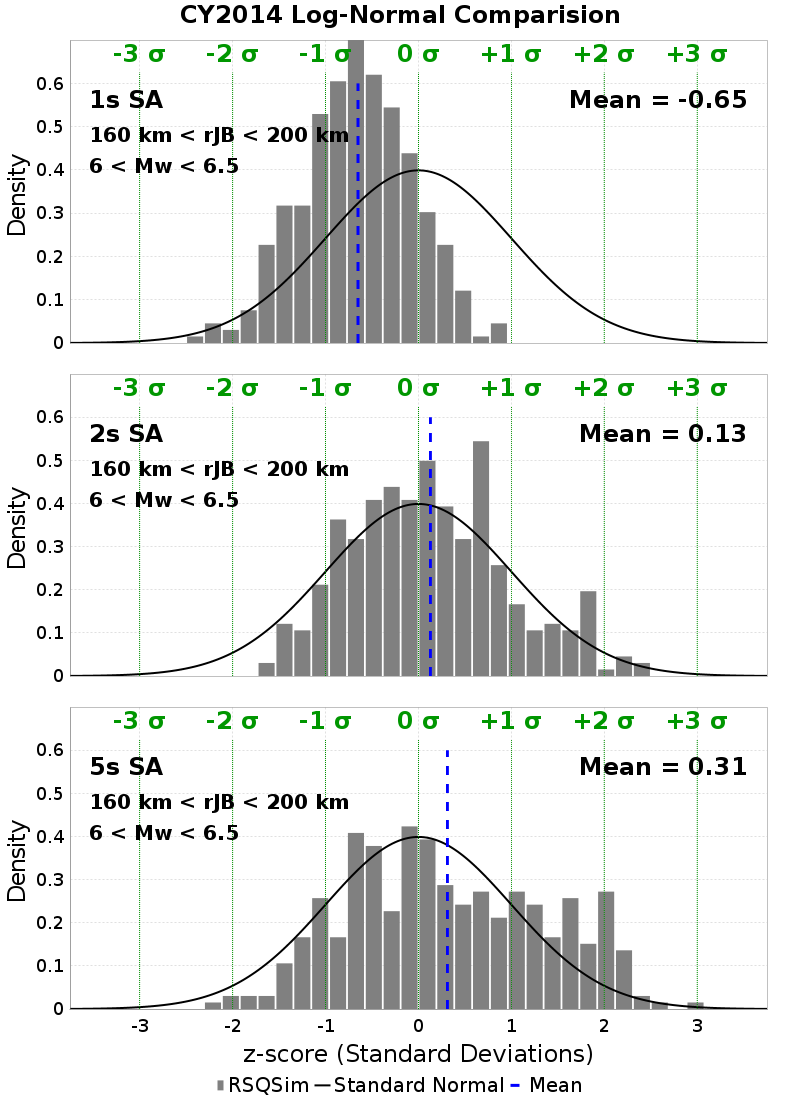 CY2014 Log-Normal Comparision
-3 σ -2 σ -1 σ 0 σ +1 σ +2 σ +3 σ
0.6
1s SA Mean = -0.65
0.5
160 km < rJB < 200 km
6 < Mw < 6.5
0.4
Density
0.3
0.2
0.1
0
-3 σ -2 σ -1 σ 0 σ +1 σ +2 σ +3 σ
0.6
2s SA Mean = 0.13
0.5
160 km < rJB < 200 km
6 < Mw < 6.5
0.4
Density
0.3
0.2
0.1
0
-3 σ -2 σ -1 σ 0 σ +1 σ +2 σ +3 σ
0.6
5s SA Mean = 0.31
0.5
160 km < rJB < 200 km
6 < Mw < 6.5
0.4
Density
0.3
0.2
0.1
0
-3 -2 -1 0 1 2 3
z-score (Standard Deviations)
RSQSim Standard Normal Mean